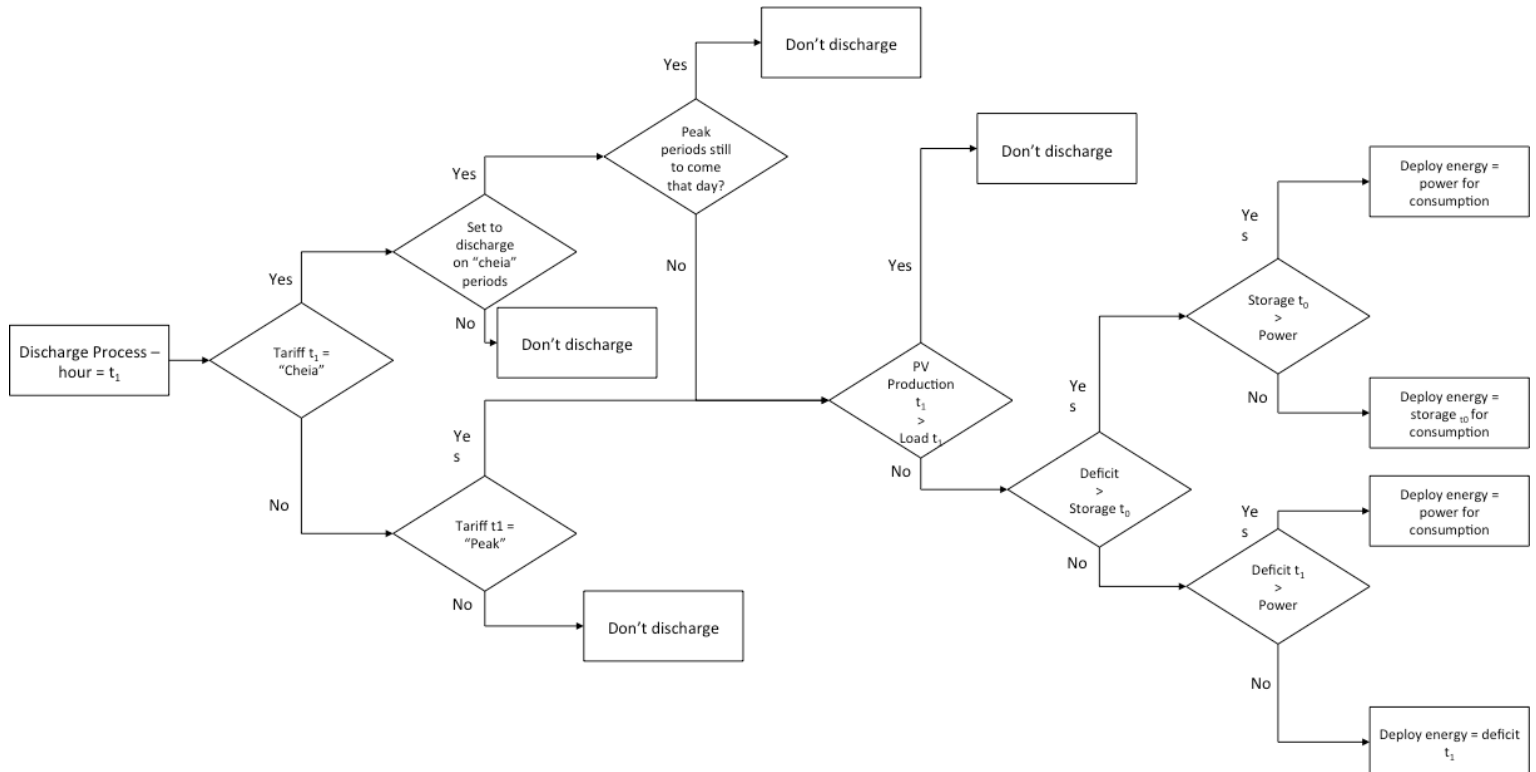 Don't discharge
Yes
Peak
periods still
to come
that day?
Don't discharge
Deploy energy =
power for
consumption
Yes
Set to
discharge
on "cheia"
periods
Ye
s
No
Yes
Yes
Storage t₀
>
Power
No
Don't discharge
Discharge Process –
hour = t₁
Tariff t₁ =
"Cheia"
PV
Production
t₁
>
Load t₁
Ye
s
No
Deploy energy =
storage t0 for
consumption
Ye
s
No
Deficit
>
Storage t₀
Deploy energy =
power for
consumption
No
Tariff t1 =
"Peak"
Ye
s
No
Deficit t₁
>
Power
No
Don't discharge
No
Deploy energy = deficit
t₁